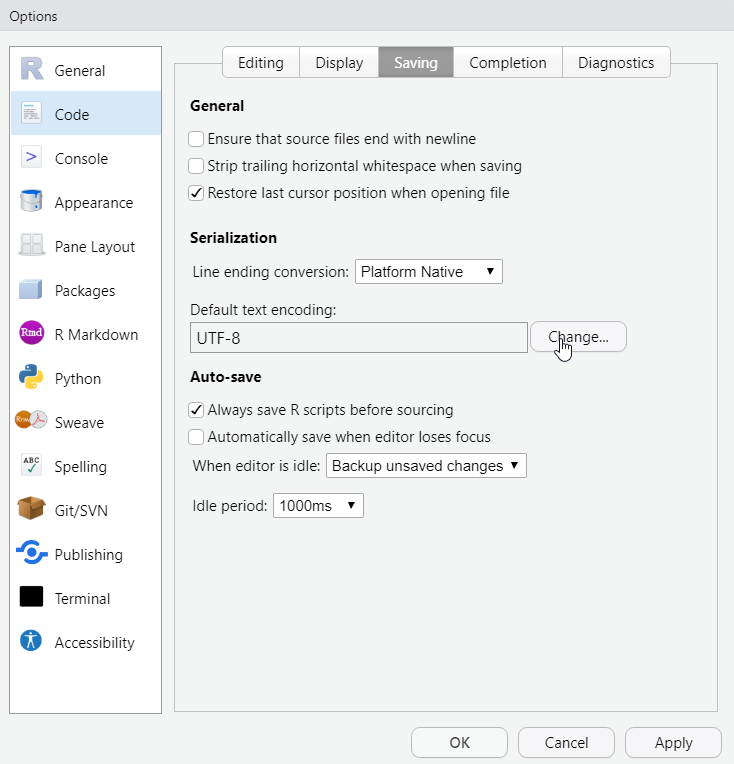 Options
General
Code
Console
Appearance
Pane Layout
Packages
Rmd
R Markdown
Python
Rnw
Sweave
ABC
Spelling
Git/SVN
Publishing
Terminal
Accessibility
Editing Display Saving Completion Diagnostics
General
Ensure that source files end with newline
Strip trailing horizontal whitespace when saving
Restore last cursor position when opening file
Serialization
Line ending conversion: Platform Native
Default text encoding:
UTF-8 Change...
Auto-save
Always save R scripts before sourcing
Automatically save when editor loses focus
When editor is idle: Backup unsaved changes
Idle period: 1000ms
OK Cancel Apply